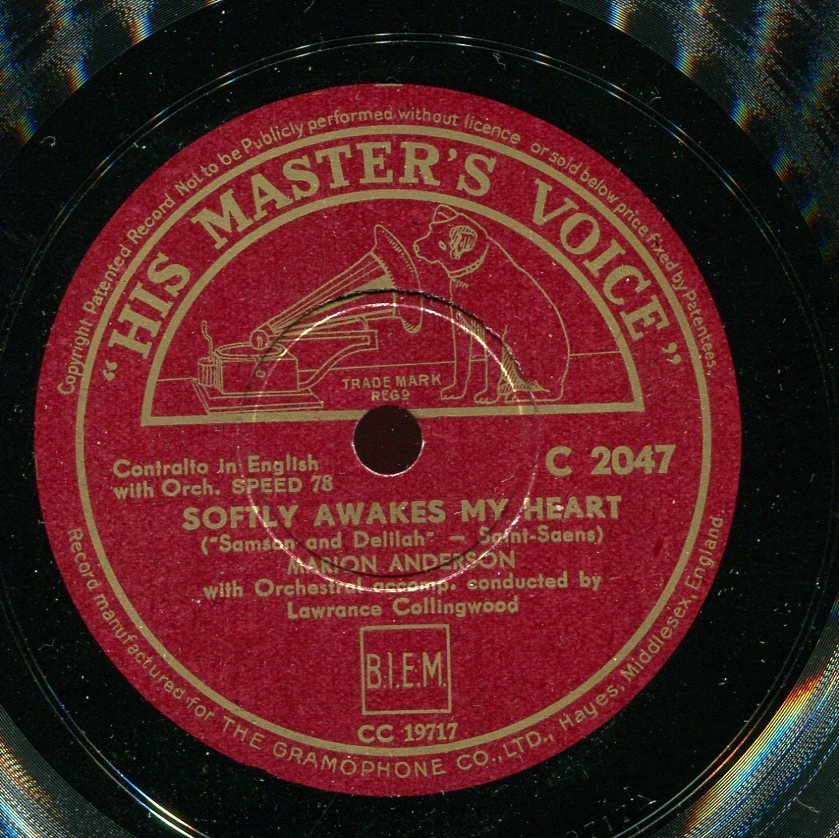 Copyright Patented Record Not to be Publicly performed without licence or sold below price fixed by Patentees.
"HIS MASTER'S VOICE"
TRADE MARK
REGD
Contralto in English
with Orch. SPEED 78
C 2047
SOFTLY AWAKES MY HEART
("Samson and Delilah" — Saint-Saens)
MARION ANDERSON
with Orchestral accomp. conducted by
Lawrance Collingwood
B.I.E.M.
CC 19717
Record manufactured for THE GRAMOPHONE CO., LTD., Hayes, Middlesex, England.